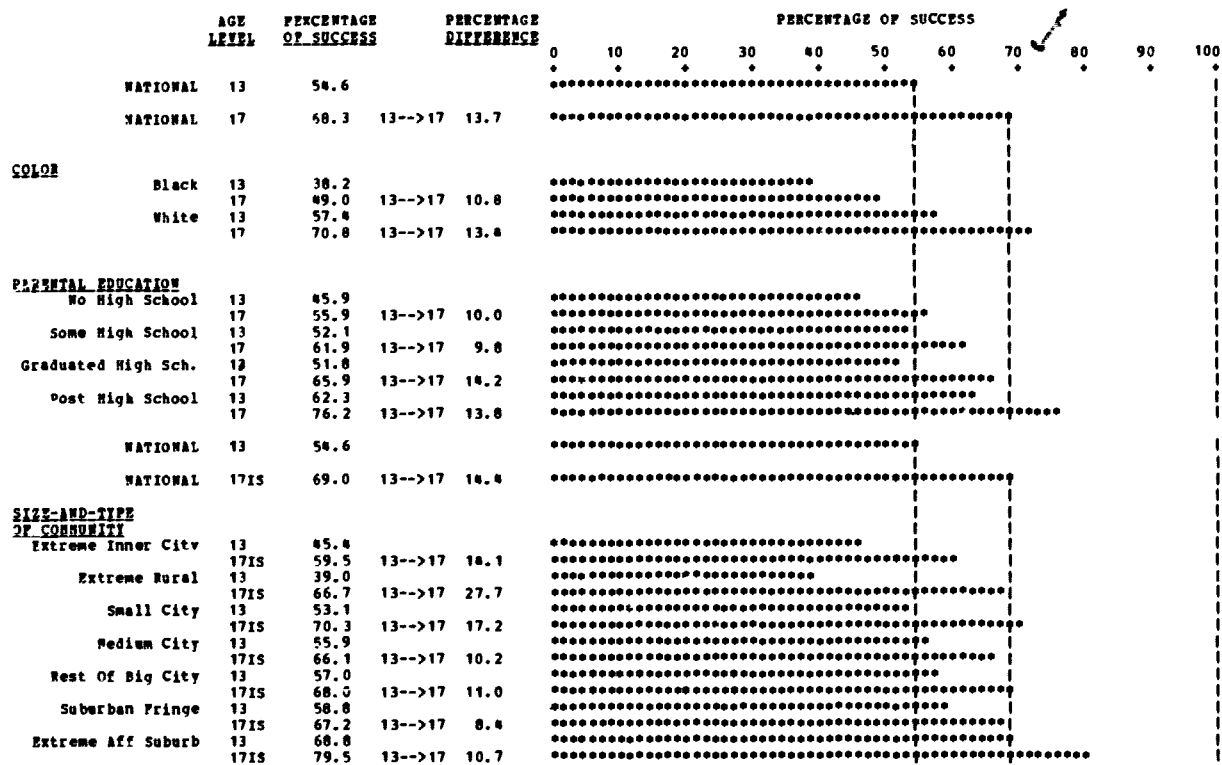 AGE PERCENTAGE PERCENTAGE PERCENTAGE OF SUCCESS
LEVEL OF SUCCESS DIFFERENCE
0 10 20 30 40 50 60 70 80 90 100
NATIONAL 13 54.6
NATIONAL 17 68.3 13-->17 13.7
COLOR
Black 13 38.2
17 49.0 13-->17 10.8
White 13 57.4
17 70.8 13-->17 13.4
PARENTAL EDUCATION
No High School 13 45.9
17 55.9 13-->17 10.0
Some High School 13 52.1
17 61.9 13-->17 9.8
Graduated High Sch. 13 51.8
17 65.9 13-->17 14.2
Post High School 13 62.3
17 76.2 13-->17 13.8
NATIONAL 13 54.6
NATIONAL 17IS 69.0 13-->17 14.4
SIZE-AND-TYPE
OF COMMUNITY
Extreme Inner City 13 45.4
17IS 59.5 13-->17 14.1
Extreme Rural 13 39.0
17IS 66.7 13-->17 27.7
Small City 13 53.1
17IS 70.3 13-->17 17.2
Medium City 13 55.9
17IS 66.1 13-->17 10.2
Rest Of Big City 13 57.0
17IS 68.0 13-->17 11.0
Suburban Fringe 13 58.8
17IS 67.2 13-->17 8.4
Extreme Aff Suburb 13 68.8
17IS 79.5 13-->17 10.7